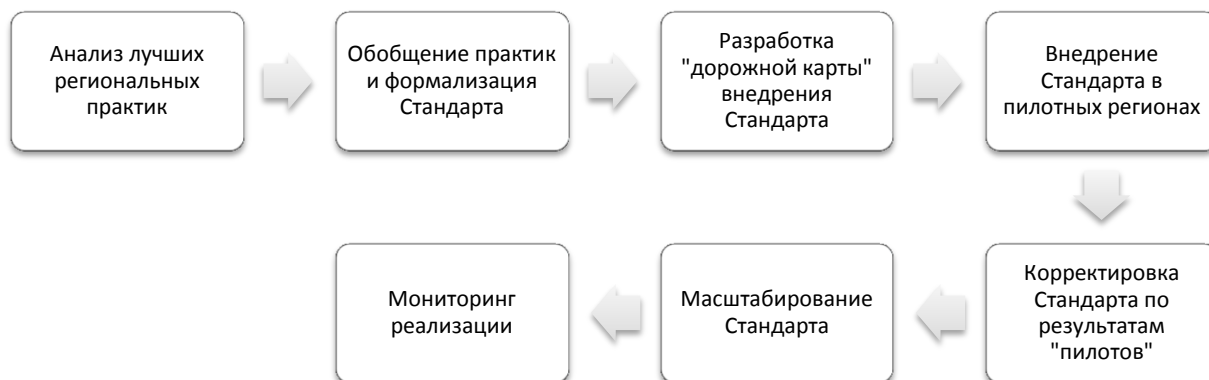 Анализ лучших
региональных
практик
Обобщение практик
и формализация
Стандарта
Разработка
"дорожной карты"
внедрения
Стандарта
Внедрение
Стандарта в
пилотных регионах
Корректировка
Стандарта по
результатам
"пилотов"
Масштабирование
Стандарта
Мониторинг
реализации